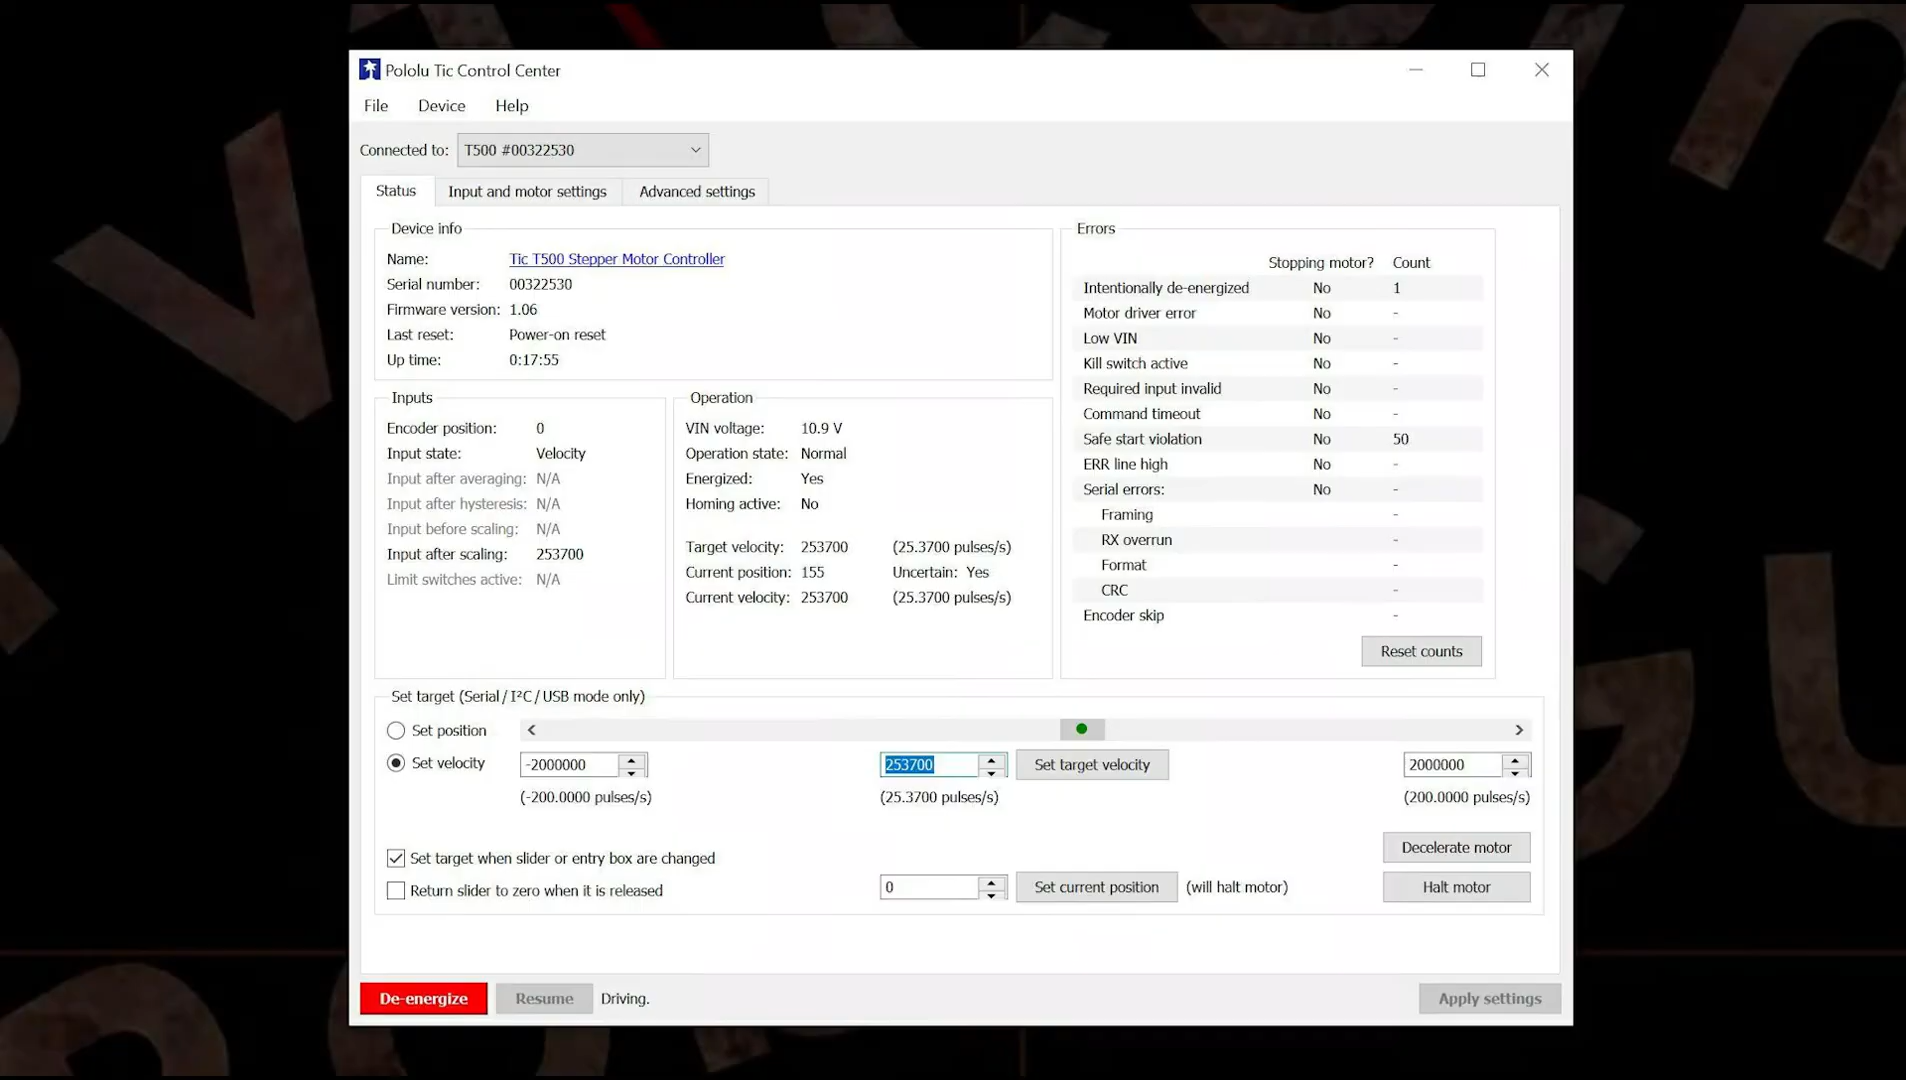 Pololu Tic Control Center
File Device Help
Connected to: T500 #00322530
Status Input and motor settings Advanced settings
Device info
Name: Tic T500 Stepper Motor Controller
Serial number: 00322530
Firmware version: 1.06
Last reset: Power-on reset
Up time: 0:17:55
Inputs
Encoder position: 0
Input state: Velocity
Input after averaging: N/A
Input after hysteresis: N/A
Input before scaling: N/A
Input after scaling: 253700
Limit switches active: N/A
Operation
VIN voltage: 10.9 V
Operation state: Normal
Energized: Yes
Homing active: No
Target velocity: 253700 (25.3700 pulses/s)
Current position: 155 Uncertain: Yes
Current velocity: 253700 (25.3700 pulses/s)
Errors
Stopping motor? Count
Intentionally de-energized No 1
Motor driver error No -
Low VIN No -
Kill switch active No -
Required input invalid No -
Command timeout No -
Safe start violation No 50
ERR line high No -
Serial errors: No -
Framing -
RX overrun -
Format -
CRC -
Encoder skip -
Reset counts
Set target (Serial / I²C / USB mode only)
Set position
Set velocity -2000000 253700 Set target velocity 2000000
(-200.0000 pulses/s) (25.3700 pulses/s) (200.0000 pulses/s)
Decelerate motor
Set target when slider or entry box are changed
Return slider to zero when it is released 0 Set current position (will halt motor) Halt motor
De-energize Resume Driving. Apply settings